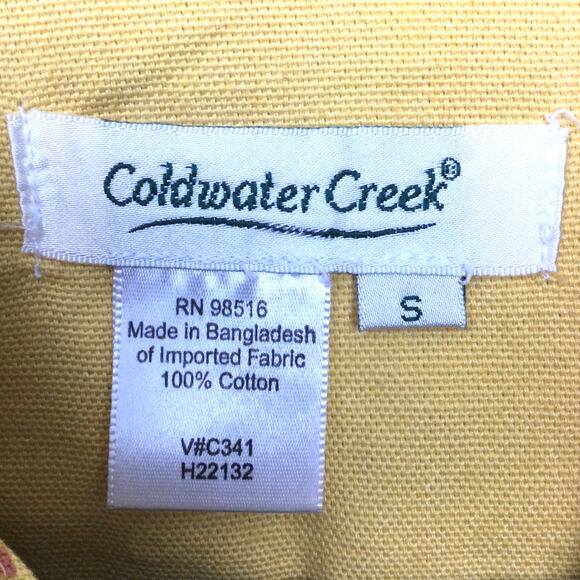 Coldwater Creek®
S
RN 98516
Made in Bangladesh
of Imported Fabric
100% Cotton
V#C341
H22132